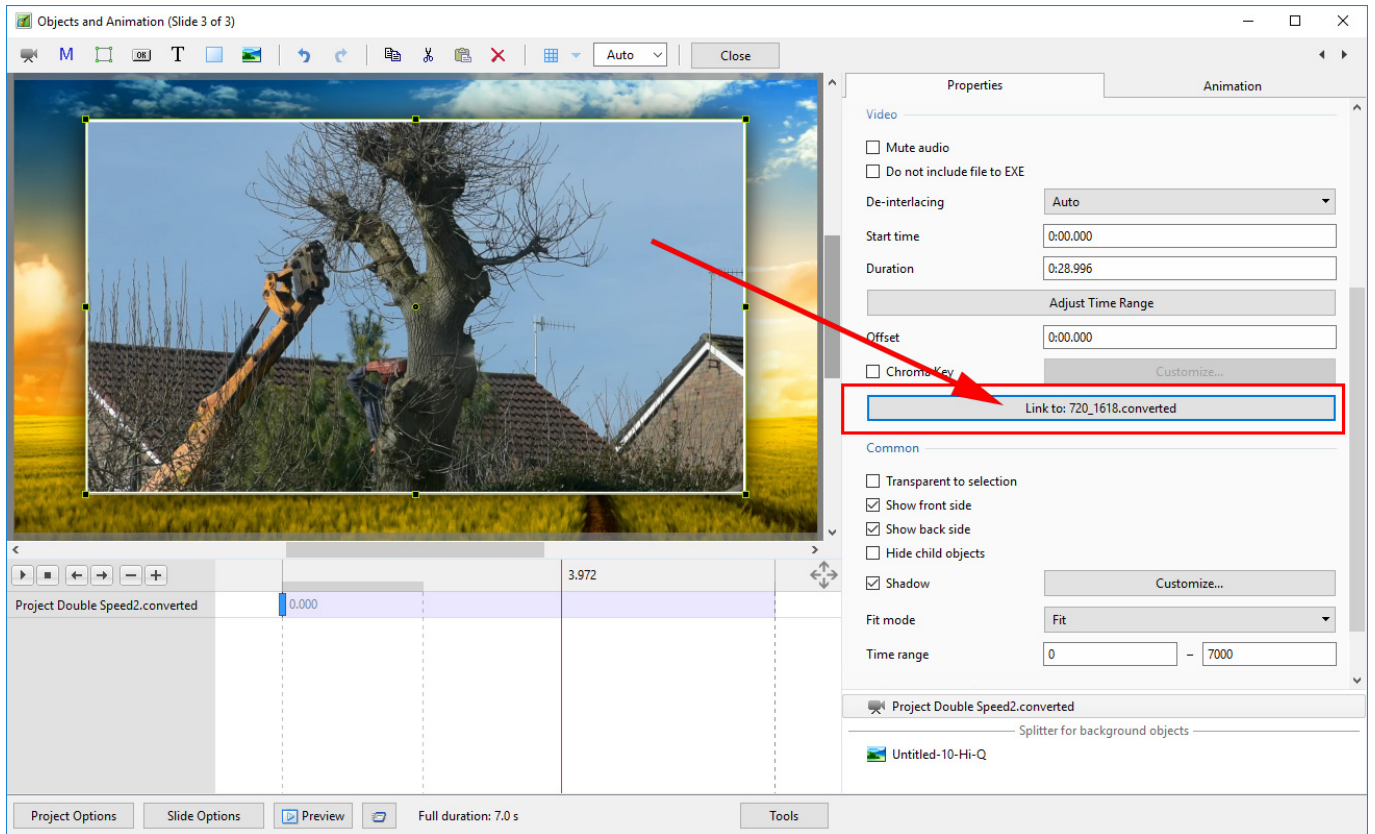 Objects and Animation (Slide 3 of 3)
M OK T Auto Close
Properties Animation
Video
Mute audio
Do not include file to EXE
De-interlacing Auto
Start time 0:00.000
Duration 0:28.996
Adjust Time Range
Offset 0:00.000
Chroma Key Customize...
Link to: 720_1618.converted
Common
Transparent to selection
Show front side
Show back side
Hide child objects
Shadow Customize...
Fit mode Fit
Time range 0 – 7000
3.972
Project Double Speed2.converted 0.000
Project Double Speed2.converted
Splitter for background objects
Untitled-10-Hi-Q
Project Options Slide Options Preview Full duration: 7.0 s Tools